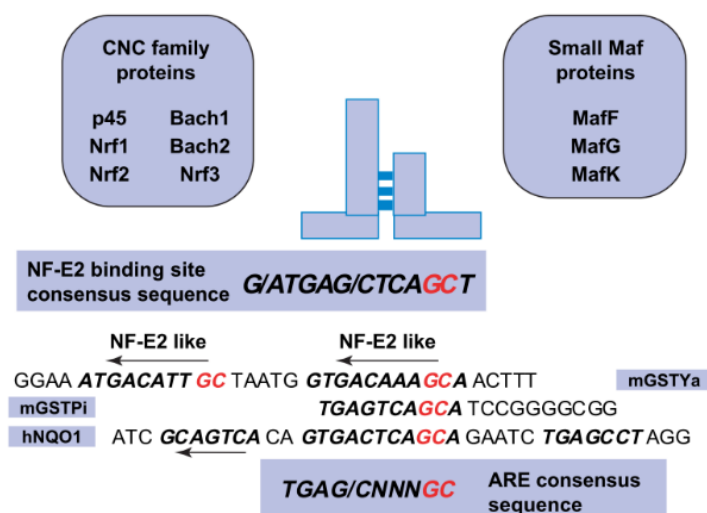 CNC family
proteins
p45 Bach1
Nrf1 Bach2
Nrf2 Nrf3
Small Maf
proteins
MafF
MafG
MafK
NF-E2 binding site
consensus sequence G/ATGAG/CTCAGCT
NF-E2 like NF-E2 like
GGAA ATGACATT GC TAATG GTGACAAAGCA ACTTT mGSTYa
mGSTPi TGAGTCAGCA TCCGGGGCGG
hNQO1 ATC GCAGTCA CA GTGACTCAGCA GAATC TGAGCCT AGG
TGAG/CNNNGC ARE consensus
sequence